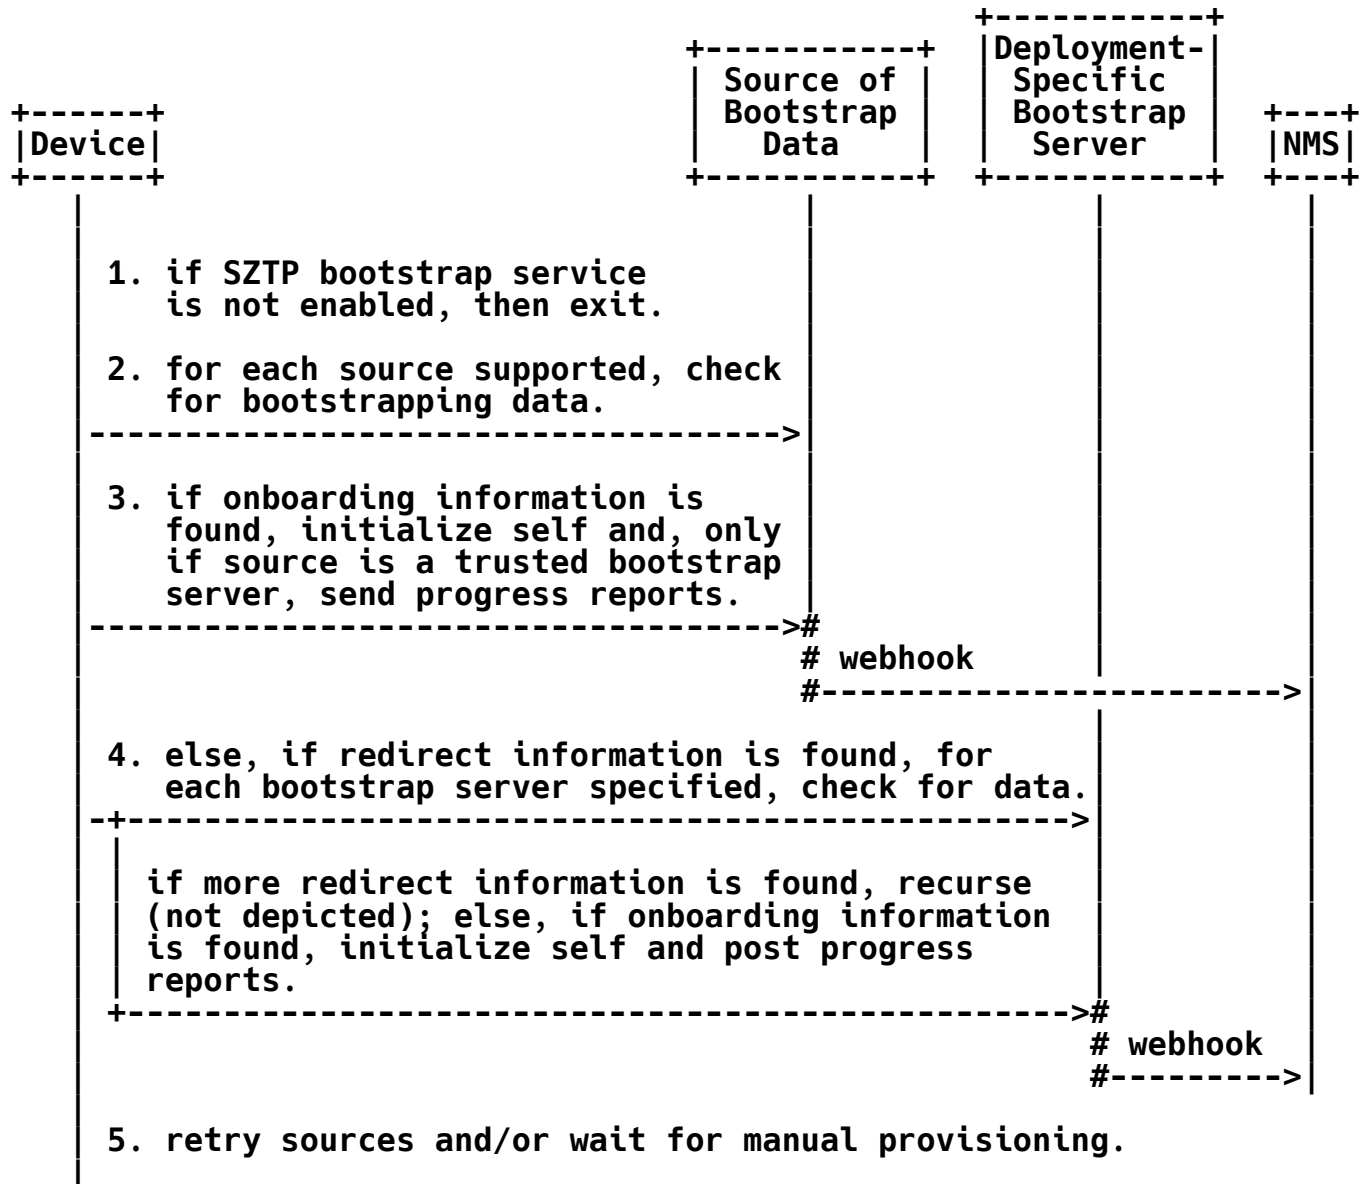 Deployment-
Source of Specific
Bootstrap Bootstrap
Device Data Server NMS
1. if SZTP bootstrap service
is not enabled, then exit.
2. for each source supported, check
for bootstrapping data.
3. if onboarding information is
found, initialize self and, only
if source is a trusted bootstrap
server, send progress reports.
# webhook
4. else, if redirect information is found, for
each bootstrap server specified, check for data.
if more redirect information is found, recurse
(not depicted); else, if onboarding information
is found, initialize self and post progress
reports.
# webhook
5. retry sources and/or wait for manual provisioning.